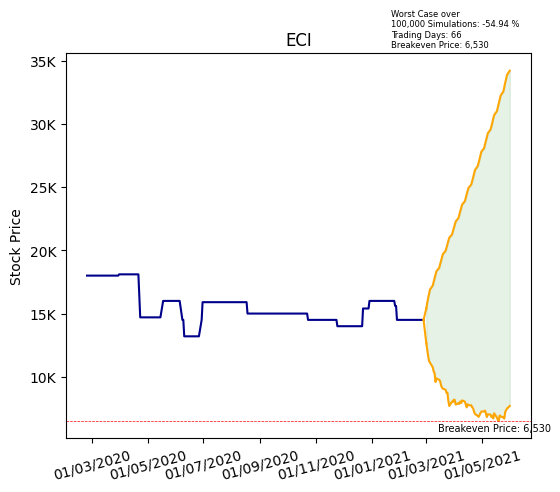 Worst Case over
100,000 Simulations: -54.94 %
Trading Days: 66
Breakeven Price: 6,530
ECI
35K
30K
25K
20K
15K
10K
Stock Price
Breakeven Price: 6,530
01/03/2020
01/05/2020
01/07/2020
01/09/2020
01/11/2020
01/01/2021
01/03/2021
01/05/2021